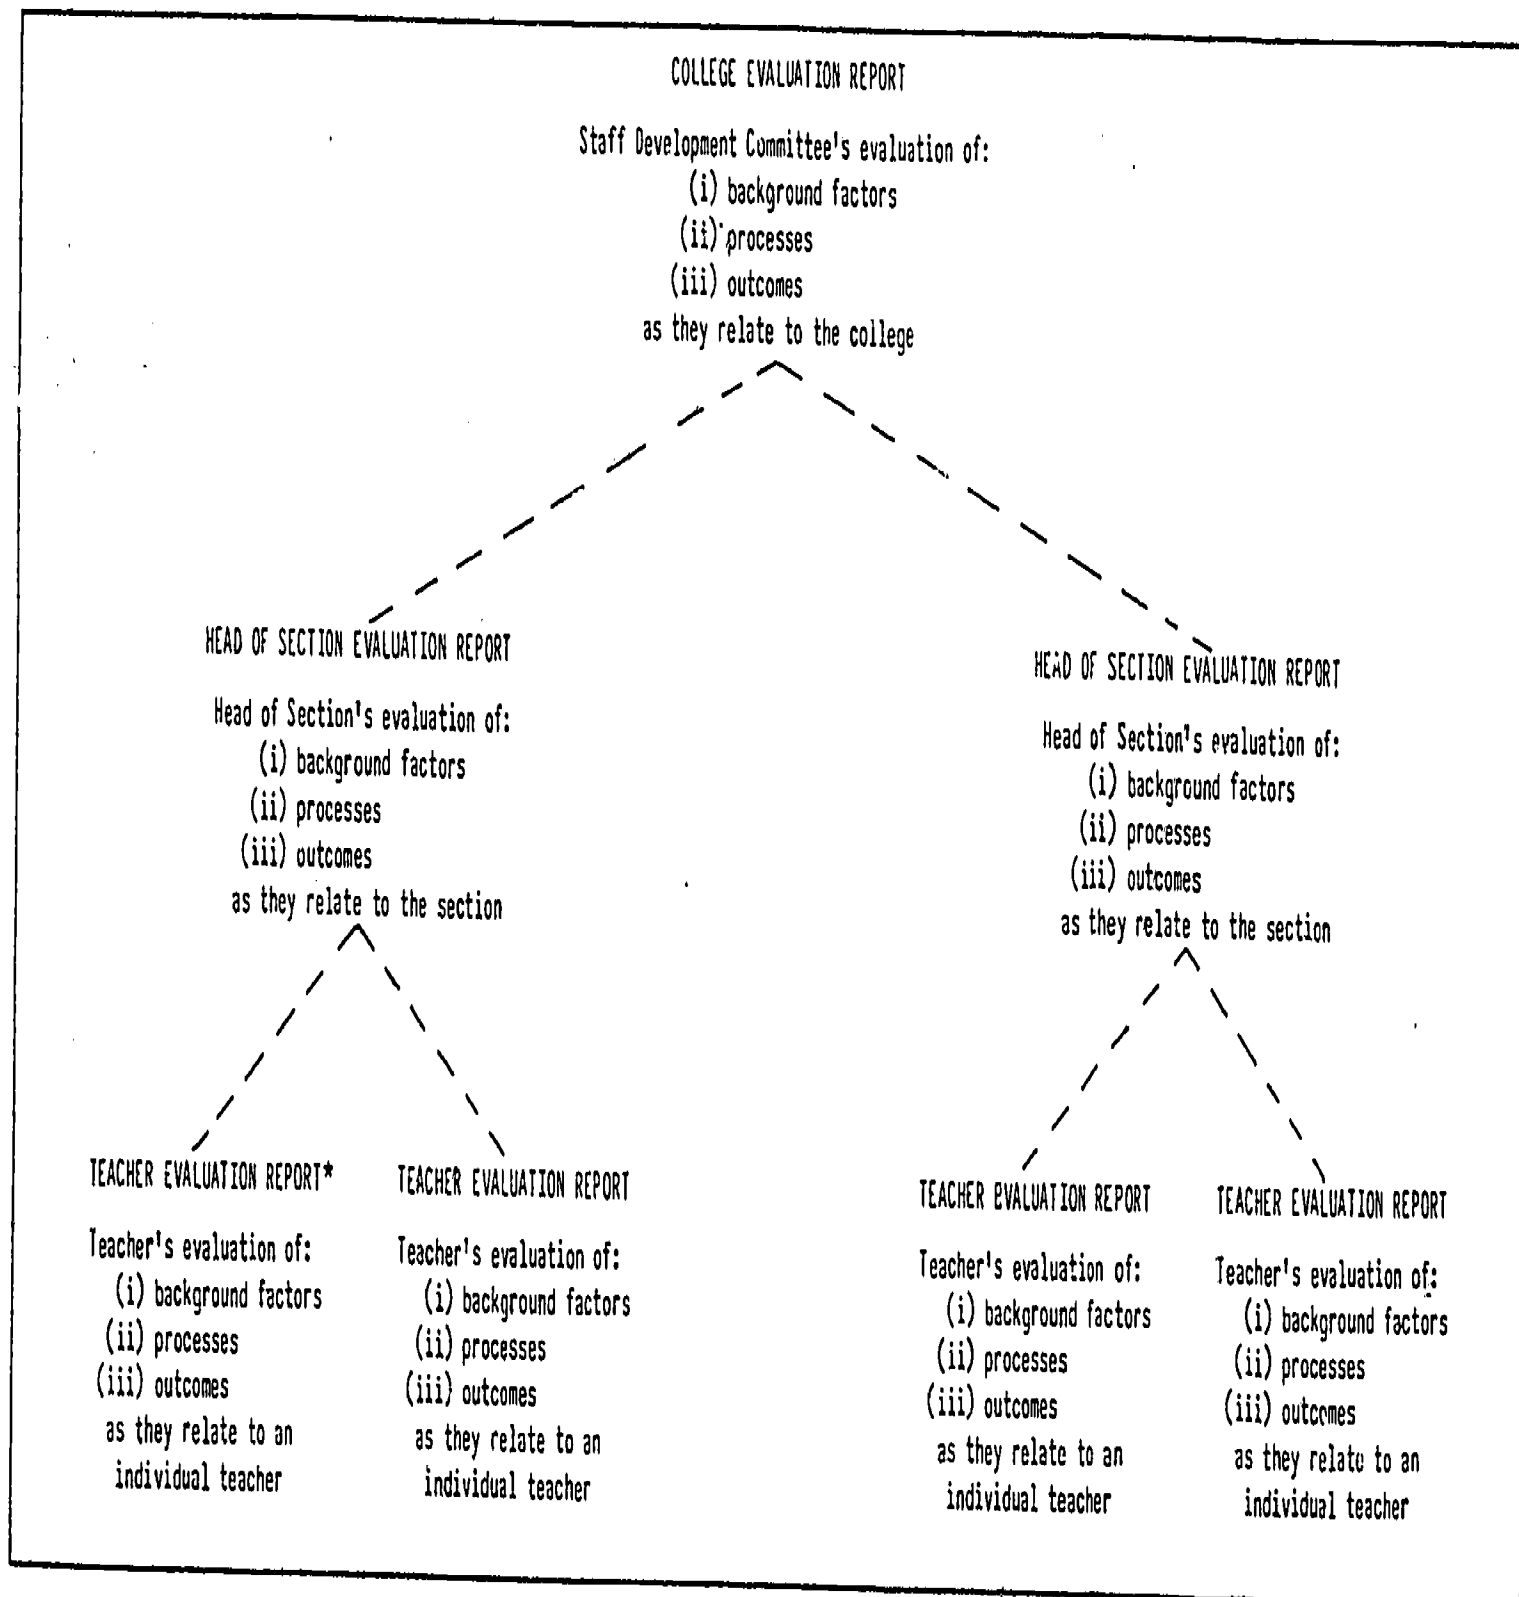 COLLEGE EVALUATION REPORT
Staff Development Committee's evaluation of:
(i) background factors
(ii) processes
(iii) outcomes
as they relate to the college
HEAD OF SECTION EVALUATION REPORT
Head of Section's evaluation of:
(i) background factors
(ii) processes
(iii) outcomes
as they relate to the section
HEAD OF SECTION EVALUATION REPORT
Head of Section's evaluation of:
(i) background factors
(ii) processes
(iii) outcomes
as they relate to the section
TEACHER EVALUATION REPORT*
Teacher's evaluation of:
(i) background factors
(ii) processes
(iii) outcomes
as they relate to an
individual teacher
TEACHER EVALUATION REPORT
Teacher's evaluation of:
(i) background factors
(ii) processes
(iii) outcomes
as they relate to an
individual teacher
TEACHER EVALUATION REPORT
Teacher's evaluation of:
(i) background factors
(ii) processes
(iii) outcomes
as they relate to an
individual teacher
TEACHER EVALUATION REPORT
Teacher's evaluation of:
(i) background factors
(ii) processes
(iii) outcomes
as they relate to an
individual teacher